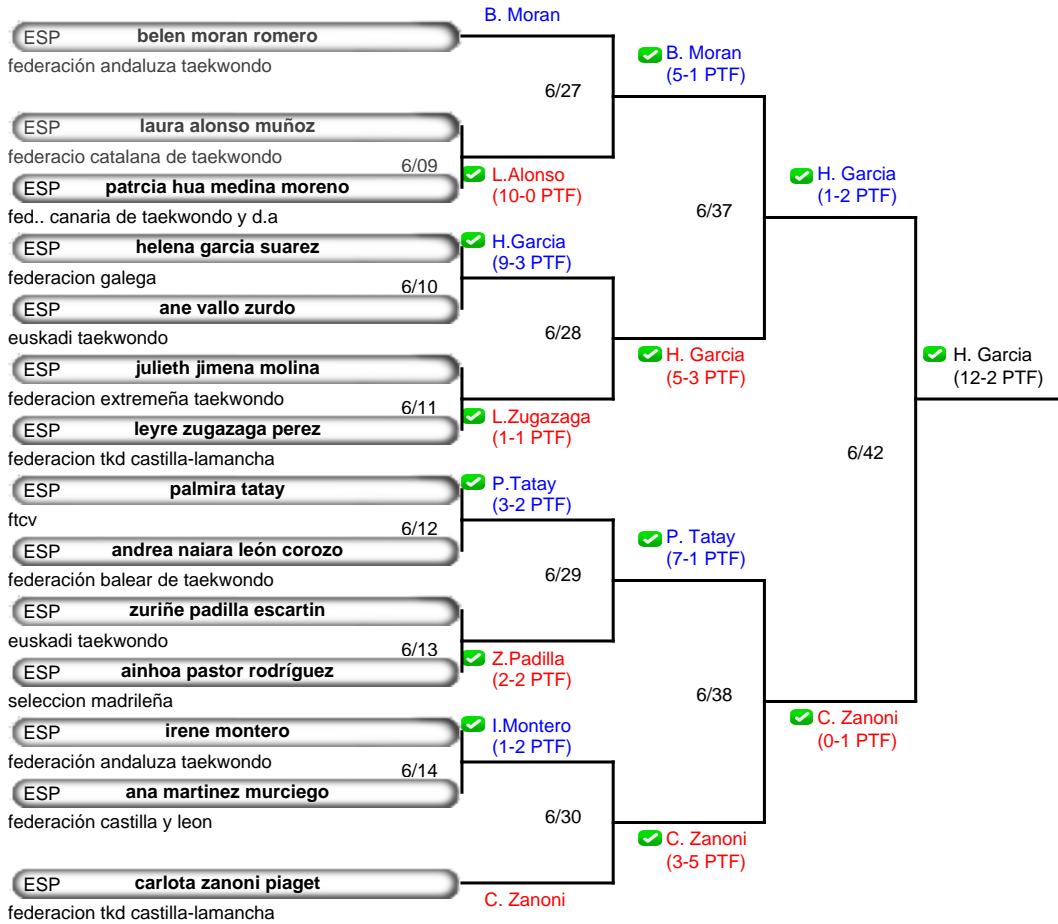 B. Moran
ESP belen moran romero
federación andaluza taekwondo
B. Moran
(5-1 PTF)
6/27
ESP laura alonso muñoz
federacio catalana de taekwondo
6/09
L.Alonso
(10-0 PTF)
ESP patrcia hua medina moreno
fed.. canaria de taekwondo y d.a
H. Garcia
(1-2 PTF)
6/37
ESP helena garcia suarez
federacion galega
H.Garcia
(9-3 PTF)
6/10
ESP ane vallo zurdo
euskadi taekwondo
6/28
H. Garcia
(5-3 PTF)
H. Garcia
(12-2 PTF)
ESP julieth jimena molina
federacion extremeña taekwondo
6/11
L.Zugazaga
(1-1 PTF)
ESP leyre zugazaga perez
federacion tkd castilla-lamancha
6/42
ESP palmira tatay
ftcv
P.Tatay
(3-2 PTF)
6/12
ESP andrea naiara león corozo
federación balear de taekwondo
P. Tatay
(7-1 PTF)
6/29
ESP zuriñe padilla escartin
euskadi taekwondo
6/13
Z.Padilla
(2-2 PTF)
ESP ainhoa pastor rodríguez
seleccion madrileña
6/38
C. Zanoni
(0-1 PTF)
ESP irene montero
federación andaluza taekwondo
I.Montero
(1-2 PTF)
6/14
ESP ana martinez murciego
federación castilla y leon
6/30
C. Zanoni
(3-5 PTF)
ESP carlota zanoni piaget
federacion tkd castilla-lamancha
C. Zanoni